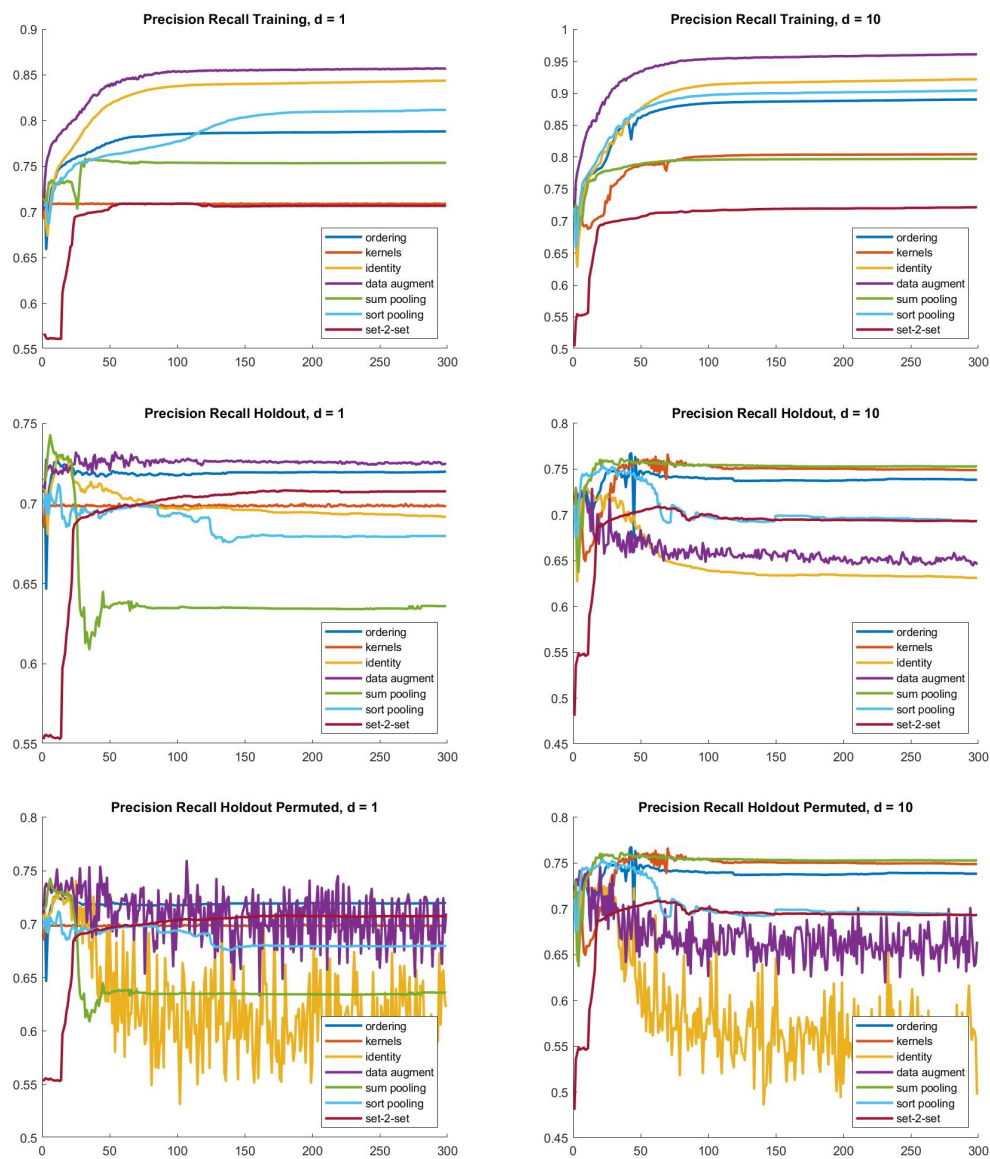 Precision Recall Training, d = 1
0.9
0.85
0.8
0.75
0.7
0.65
0.6
0.55
ordering
kernels
identity
data augment
sum pooling
sort pooling
set-2-set
0 50 100 150 200 250 300
Precision Recall Training, d = 10
1
0.95
0.9
0.85
0.8
0.75
0.7
0.65
0.6
0.55
0.5
ordering
kernels
identity
data augment
sum pooling
sort pooling
set-2-set
0 50 100 150 200 250 300
Precision Recall Holdout, d = 1
0.75
0.7
0.65
0.6
0.55
ordering
kernels
identity
data augment
sum pooling
sort pooling
set-2-set
0 50 100 150 200 250 300
Precision Recall Holdout, d = 10
0.8
0.75
0.7
0.65
0.6
0.55
0.5
0.45
ordering
kernels
identity
data augment
sum pooling
sort pooling
set-2-set
0 50 100 150 200 250 300
Precision Recall Holdout Permuted, d = 1
0.8
0.75
0.7
0.65
0.6
0.55
0.5
ordering
kernels
identity
data augment
sum pooling
sort pooling
set-2-set
0 50 100 150 200 250 300
Precision Recall Holdout Permuted, d = 10
0.8
0.75
0.7
0.65
0.6
0.55
0.5
0.45
ordering
kernels
identity
data augment
sum pooling
sort pooling
set-2-set
0 50 100 150 200 250 300